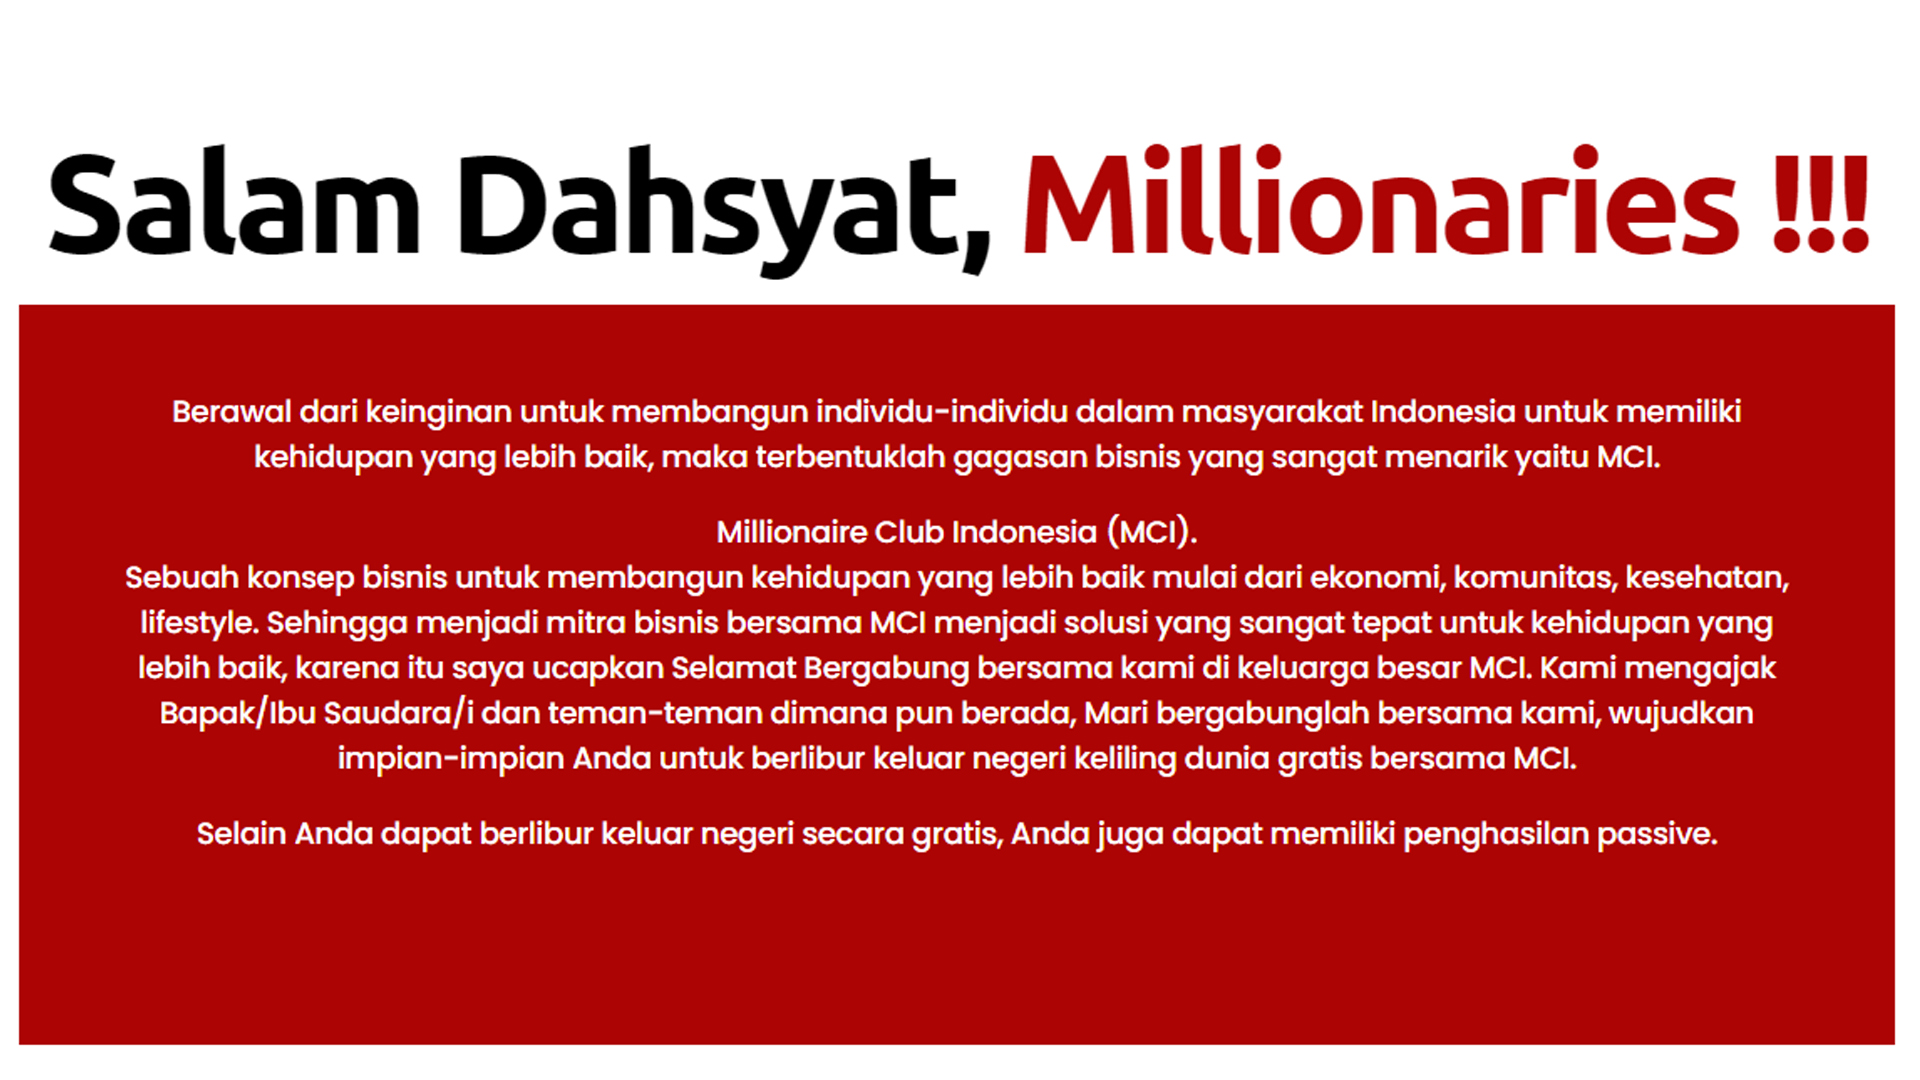 Salam Dahsyat, Millionaries !!!
Berawal dari keinginan untuk membangun individu-individu dalam masyarakat Indonesia untuk memiliki
kehidupan yang lebih baik, maka terbentuklah gagasan bisnis yang sangat menarik yaitu MCI.
Millionaire Club Indonesia (MCI).
Sebuah konsep bisnis untuk membangun kehidupan yang lebih baik mulai dari ekonomi, komunitas, kesehatan,
lifestyle. Sehingga menjadi mitra bisnis bersama MCI menjadi solusi yang sangat tepat untuk kehidupan yang
lebih baik, karena itu saya ucapkan Selamat Bergabung bersama kami di keluarga besar MCI. Kami mengajak
Bapak/Ibu Saudara/i dan teman-teman dimana pun berada, Mari bergabunglah bersama kami, wujudkan
impian-impian Anda untuk berlibur keluar negeri keliling dunia gratis bersama MCI.
Selain Anda dapat berlibur keluar negeri secara gratis, Anda juga dapat memiliki penghasilan passive.